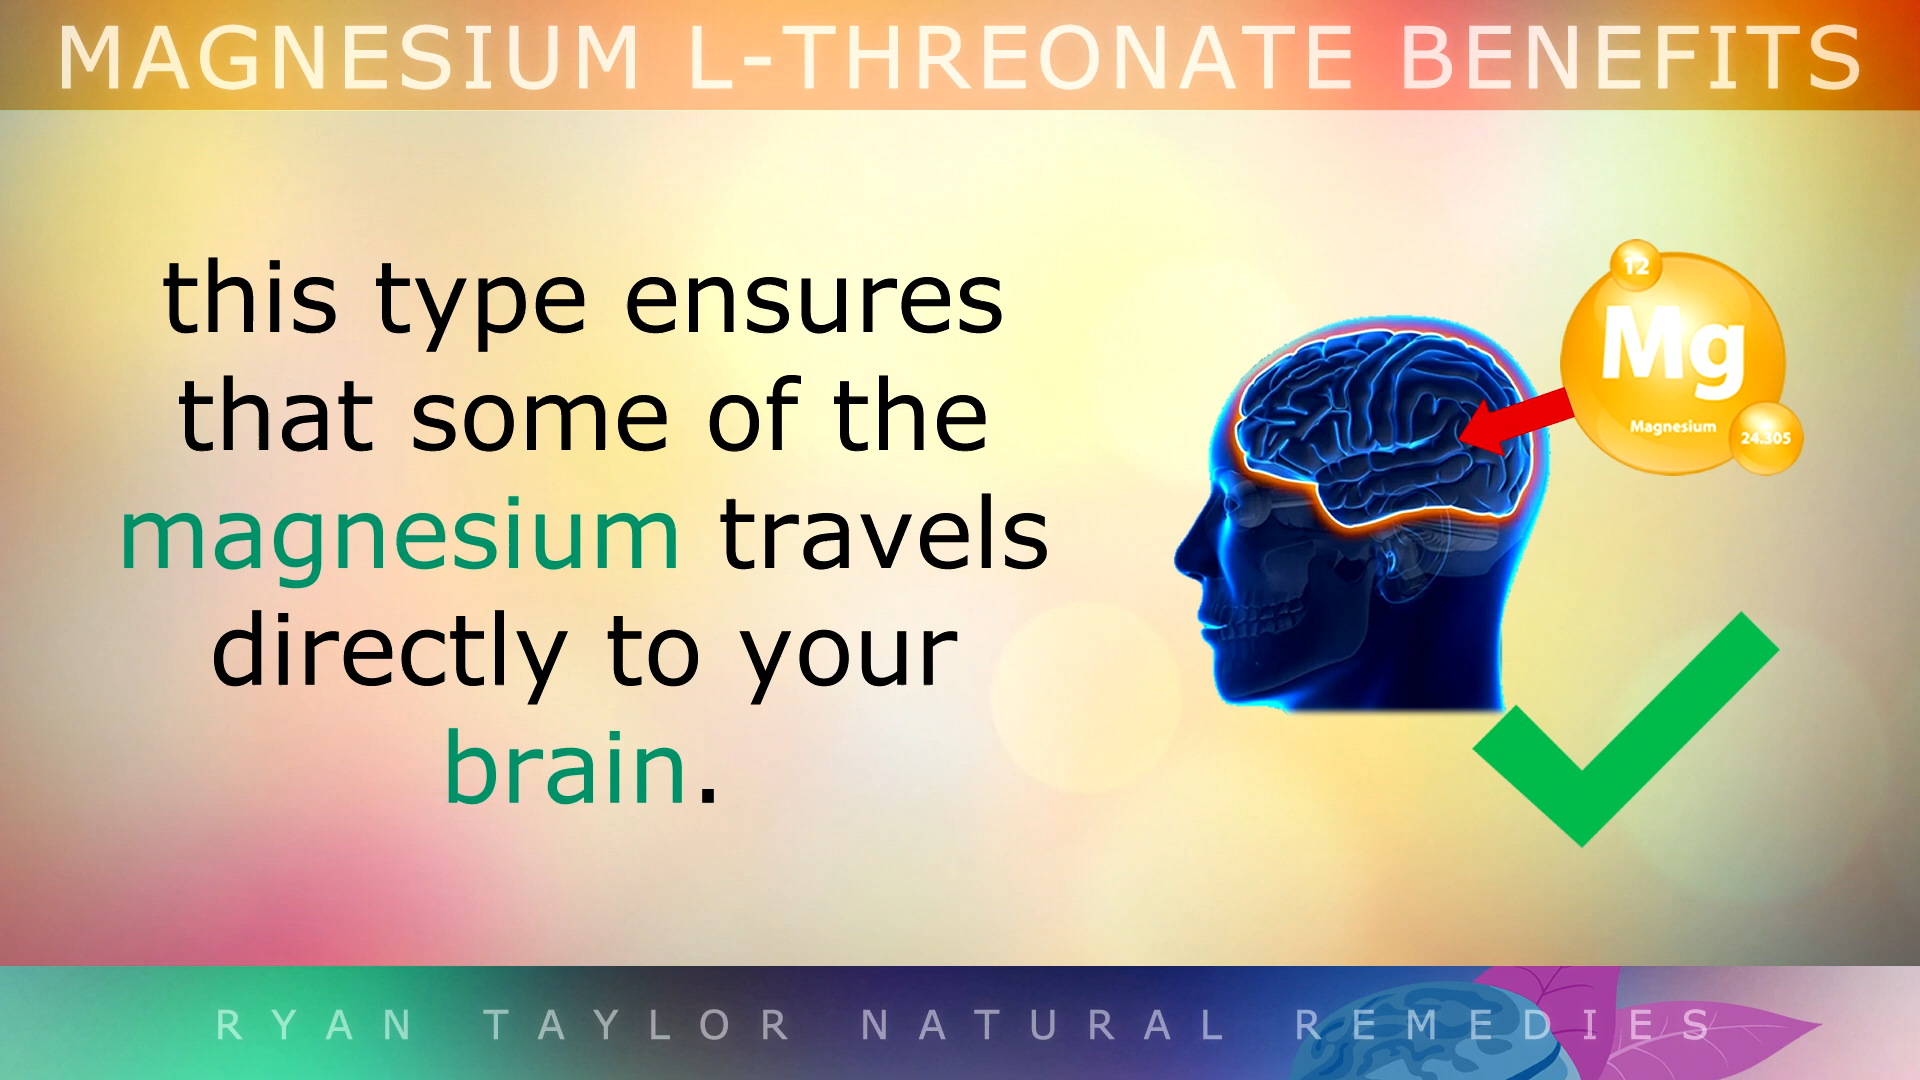 MAGNESIUM L-THREONATE BENEFITS
this type ensures
that some of the
magnesium travels
directly to your
brain.
12
Mg
Magnesium
24.305
RYAN TAYLOR NATURAL REMEDIES